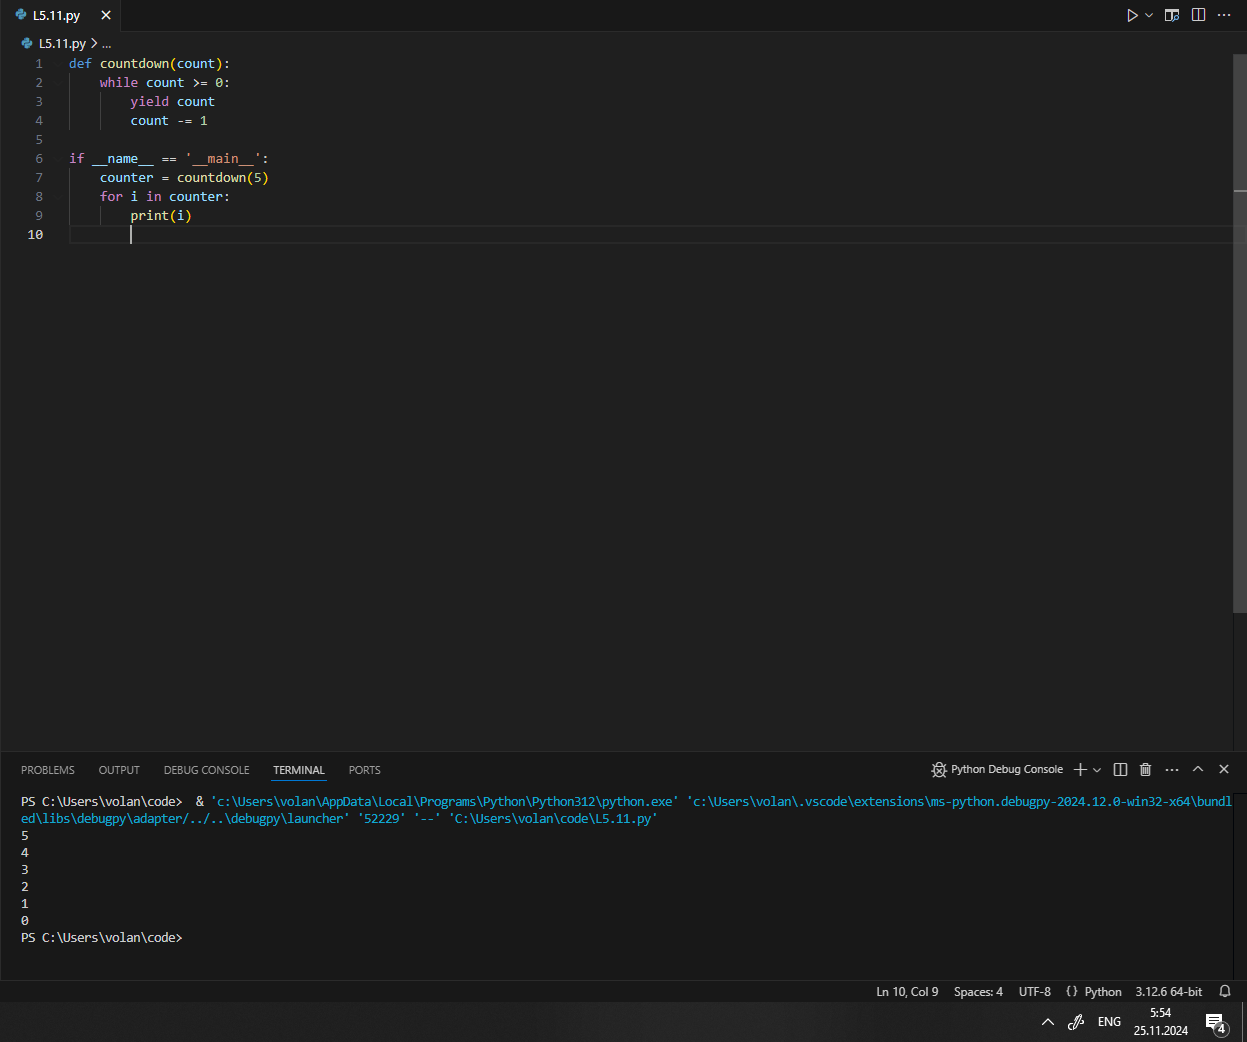 L5.11.py
L5.11.py > ...
1 def countdown(count):
2     while count >= 0:
3         yield count
4         count -= 1
5
6 if __name__ == '__main__':
7     counter = countdown(5)
8     for i in counter:
9         print(i)
10
PROBLEMS OUTPUT DEBUG CONSOLE TERMINAL PORTS Python Debug Console
PS C:\Users\volan\code>  & 'c:\Users\volan\AppData\Local\Programs\Python\Python312\python.exe' 'c:\Users\volan\.vscode\extensions\ms-python.debugpy-2024.12.0-win32-x64\bundl
ed\libs\debugpy\adapter/../..\debugpy\launcher' '52229' '--' 'C:\Users\volan\code\L5.11.py'
5
4
3
2
1
0
PS C:\Users\volan\code>
Ln 10, Col 9 Spaces: 4 UTF-8 {} Python 3.12.6 64-bit
ENG 5:54
25.11.2024 4